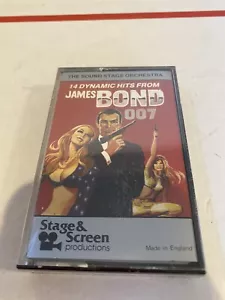 THE SOUND STAGE ORCHESTRA
14 DYNAMIC HITS FROM
JAMES BOND
007
Stage &
Screen
productions
Made in England